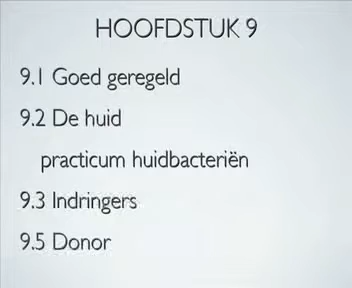 HOOFDSTUK 9
9.1 Goed geregeld
9.2 De huid
practicum huidbacteriën
9.3 Indringers
9.5 Donor